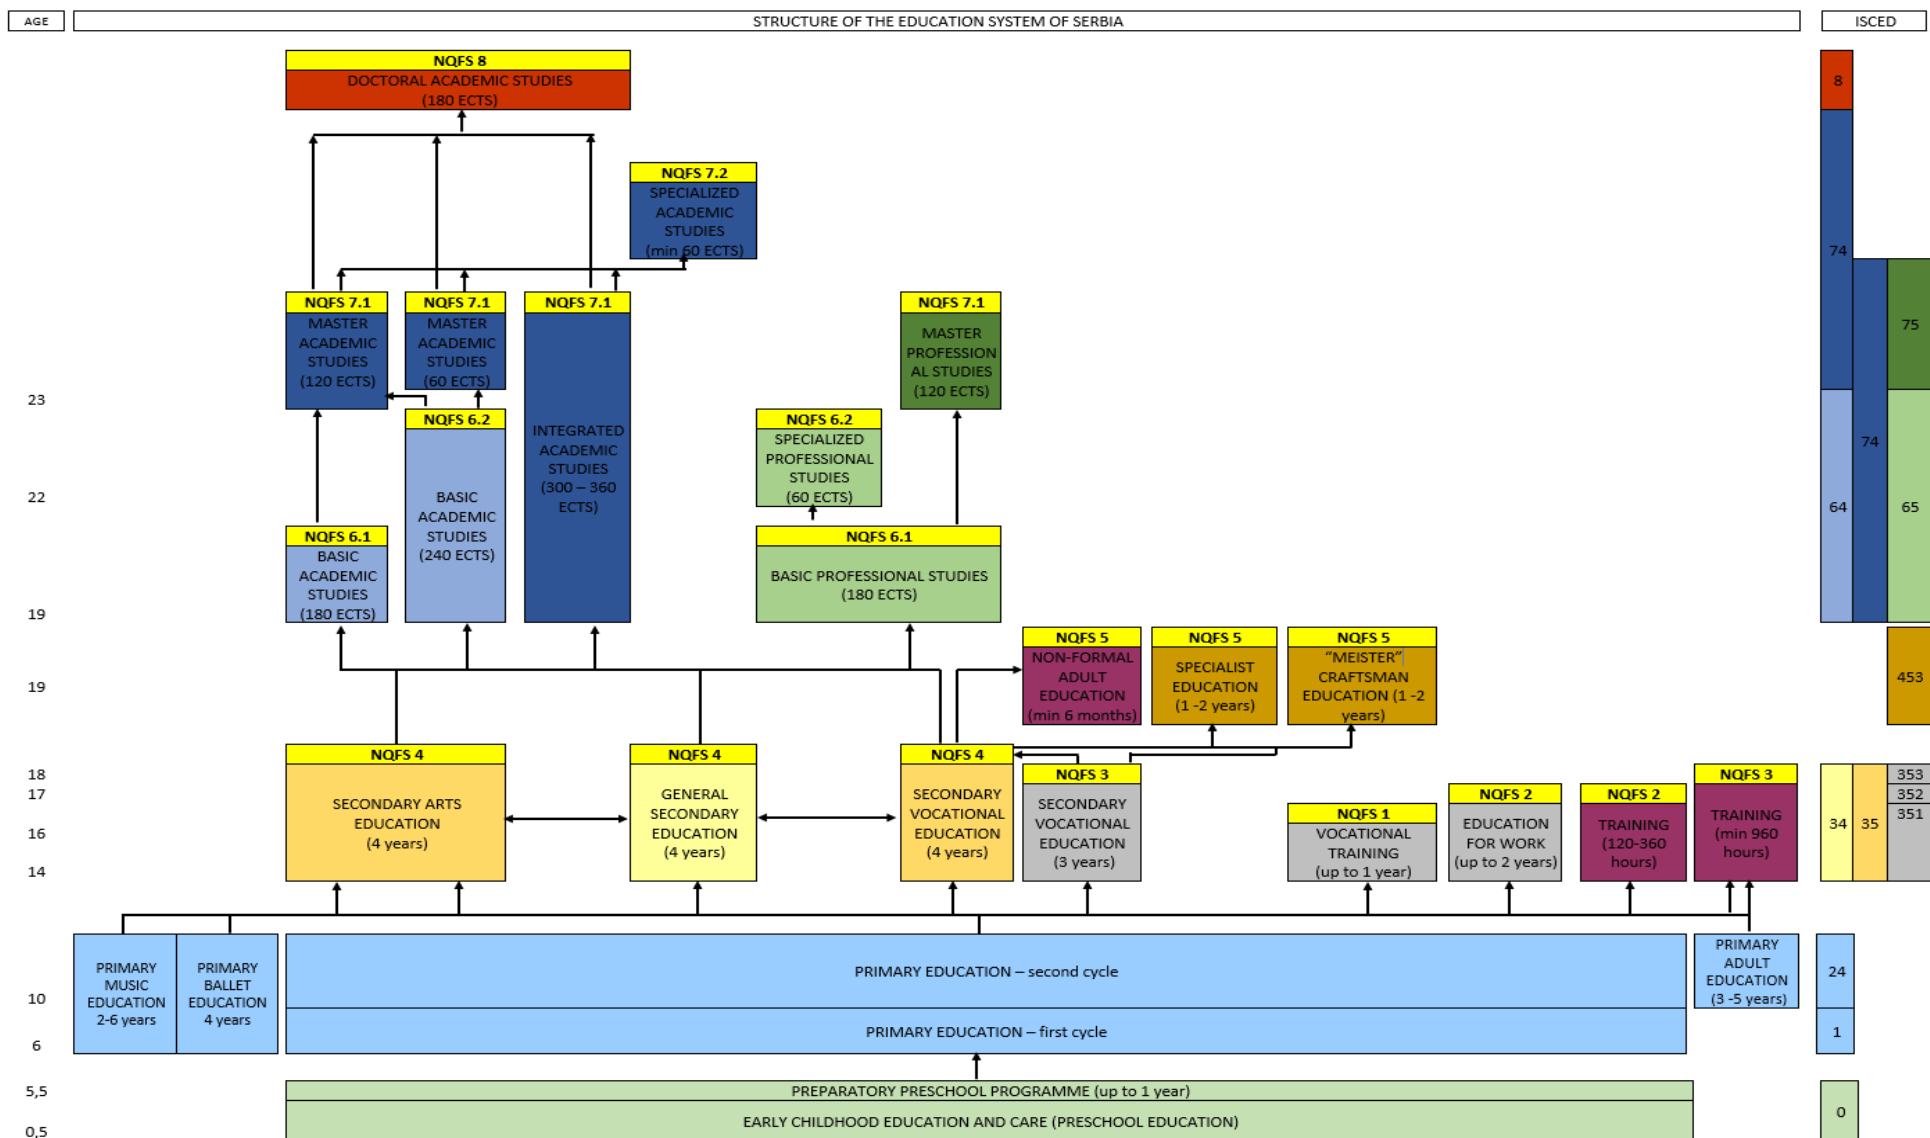 AGE
STRUCTURE OF THE EDUCATION SYSTEM OF SERBIA
ISCED
NQFS 8
DOCTORAL ACADEMIC STUDIES
(180 ECTS)
8
NQFS 7.2
SPECIALIZED
ACADEMIC
STUDIES
(min 60 ECTS)
74
NQFS 7.1
MASTER
ACADEMIC
STUDIES
(120 ECTS)
NQFS 7.1
MASTER
ACADEMIC
STUDIES
(60 ECTS)
NQFS 7.1
INTEGRATED
ACADEMIC
STUDIES
(300 – 360
ECTS)
NQFS 7.1
MASTER
PROFESSION
AL STUDIES
(120 ECTS)
75
23
NQFS 6.2
BASIC
ACADEMIC
STUDIES
(240 ECTS)
NQFS 6.2
SPECIALIZED
PROFESSIONAL
STUDIES
(60 ECTS)
74
22
64
65
NQFS 6.1
BASIC
ACADEMIC
STUDIES
(180 ECTS)
NQFS 6.1
BASIC PROFESSIONAL STUDIES
(180 ECTS)
19
NQFS 5
NON-FORMAL
ADULT
EDUCATION
(min 6 months)
NQFS 5
SPECIALIST
EDUCATION
(1 -2 years)
NQFS 5
“MEISTER”
CRAFTSMAN
EDUCATION (1 -2
years)
19
453
NQFS 4
SECONDARY ARTS
EDUCATION
(4 years)
NQFS 4
GENERAL
SECONDARY
EDUCATION
(4 years)
NQFS 4
SECONDARY
VOCATIONAL
EDUCATION
(4 years)
NQFS 3
SECONDARY
VOCATIONAL
EDUCATION
(3 years)
NQFS 1
VOCATIONAL
TRAINING
(up to 1 year)
NQFS 2
EDUCATION
FOR WORK
(up to 2 years)
NQFS 2
TRAINING
(120-360
hours)
NQFS 3
TRAINING
(min 960
hours)
18
17
16
14
34
35
353
352
351
PRIMARY
MUSIC
EDUCATION
2-6 years
PRIMARY
BALLET
EDUCATION
4 years
PRIMARY EDUCATION – second cycle
PRIMARY
ADULT
EDUCATION
(3 -5 years)
24
10
PRIMARY EDUCATION – first cycle
1
6
5,5
PREPARATORY PRESCHOOL PROGRAMME (up to 1 year)
EARLY CHILDHOOD EDUCATION AND CARE (PRESCHOOL EDUCATION)
0
0,5